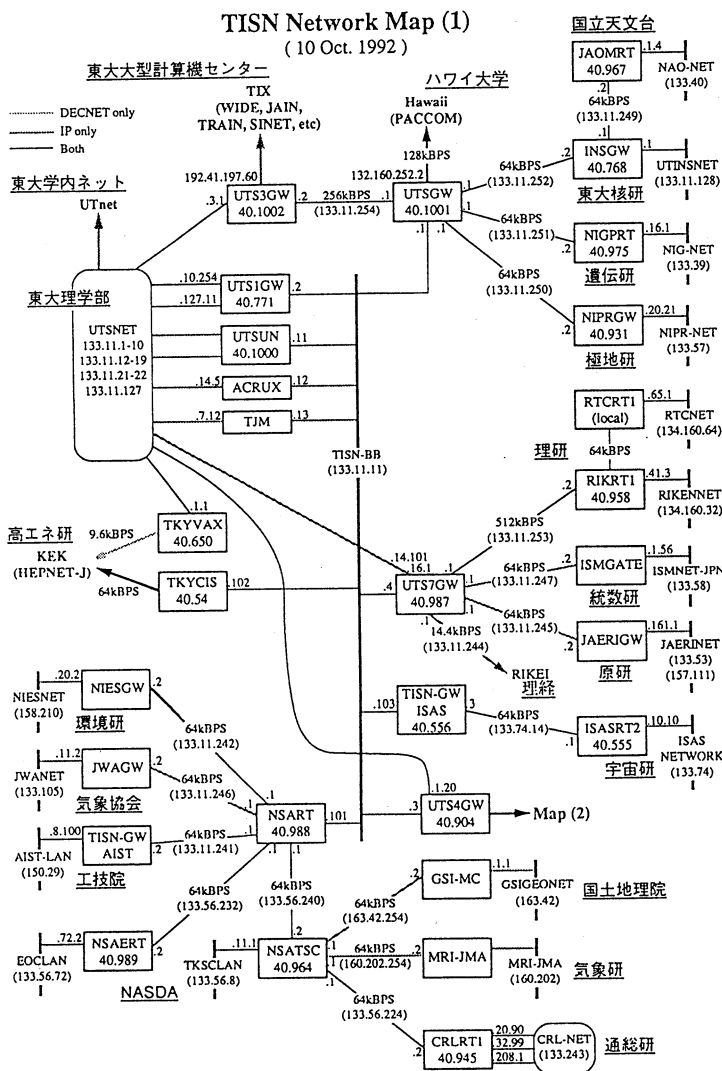 TISN Network Map (1)
( 10 Oct. 1992 )
国立天文台
JAOMRT
40.967
.1.4
NAO-NET
(133.40)
.2
64kBPS
(133.11.249)
.1
東大大型計算機センター
TIX
(WIDE, JAIN,
TRAIN, SINET, etc)
ハワイ大学
Hawaii
(PACCOM)
DECNET only
IP only
Both
128kBPS
INSGW
40.768
.2
.1
UTINSNET
(133.11.128)
東大核研
64kBPS
(133.11.252)
東大学内ネット
UTnet
192.41.197.60
132.160.252.2
.3.1
UTS3GW
40.1002
.2
256kBPS
(133.11.254)
.1
UTSGW
40.1001
.1
.1
.1
.1
64kBPS
(133.11.251)
.2
NIGPRT
40.975
.16.1
NIG-NET
(133.39)
遺伝研
64kBPS
(133.11.250)
.2
NIPRGW
40.931
.20.21
NIPR-NET
(133.57)
極地研
東大理学部
UTSNET
133.11.1-10
133.11.12-19
133.11.21-22
133.11.127
.10.254
.127.11
UTS1GW
40.771
.2
UTSUN
40.1000
.11
.14.5
ACRUX
.12
.7.12
TJM
.13
TISN-BB
(133.11.11)
RTCRT1
(local)
.65.1
RTCNET
(134.160.64)
64kBPS
理研
.2
RIKRT1
40.958
.41.3
RIKENNET
(134.160.32)
512kBPS
(133.11.253)
.1.1
TKYVAX
40.650
9.6kBPS
高エネ研
KEK
(HEPNET-J)
64kBPS
TKYCIS
40.54
.102
.14.101
.16.1
.1
.4
UTS7GW
40.987
.1
.1
.1
64kBPS
(133.11.247)
.2
ISMGATE
.1.56
ISMNET-JPN
(133.58)
統数研
64kBPS
(133.11.245)
.2
JAERIGW
.161.1
JAERINET
(133.53)
(157.111)
原研
14.4kBPS
(133.11.244)
RIKEI
理経
.103
TISN-GW
ISAS
40.556
.3
64kBPS
(133.74.14)
.1
ISASRT2
40.555
.10.10
ISAS
NETWORK
(133.74)
宇宙研
.20.2
NIESGW
.2
NIESNET
(158.210)
環境研
64kBPS
(133.11.242)
.11.2
JWAGW
.2
JWANET
(133.105)
気象協会
64kBPS
(133.11.246)
.1
.1
.1
.1
.1
NSART
40.988
.101
.8.100
TISN-GW
AIST
.2
AIST-LAN
(150.29)
工技院
64kBPS
(133.11.241)
.1.20
.3
UTS4GW
40.904
Map (2)
64kBPS
(133.56.232)
64kBPS
(133.56.240)
.72.2
NSAERT
40.989
.2
EOCLAN
(133.56.72)
NASDA
.11.1
TKSCLAN
(133.56.8)
.2
NSATSC
40.964
.1
.1
.1
64kBPS
(163.42.254)
.2
GSI-MC
.1.1
GSIGEONET
(163.42)
国土地理院
64kBPS
(160.202.254)
.2
MRI-JMA
MRI-JMA
(160.202)
気象研
64kBPS
(133.56.224)
.2
CRLRT1
40.945
.20.90
.32.99
.208.1
CRL-NET
(133.243)
通総研